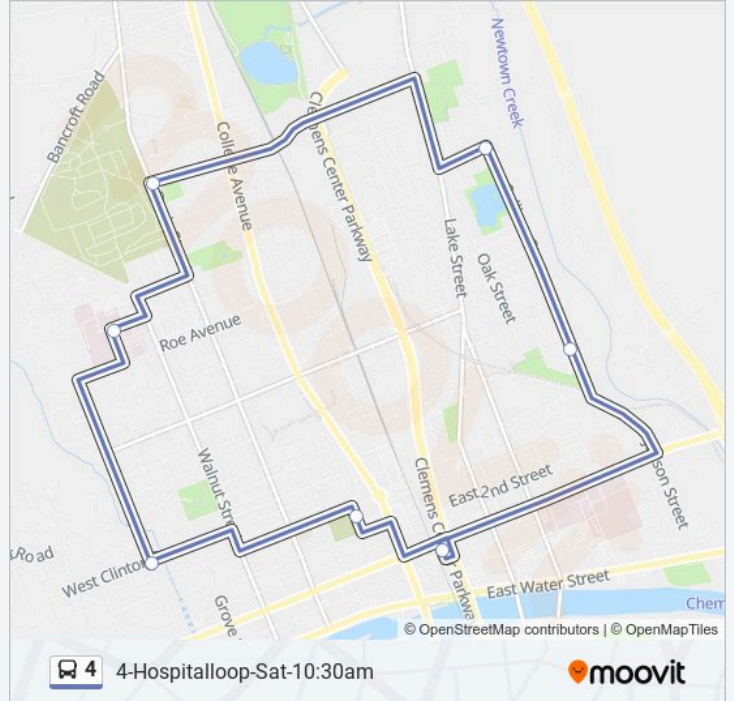 Newtown Creek
Bancroft Road
College Avenue
Clemens Center Parkway
Lake Street
Oak Street
Roe Avenue
Walnut Stre
Clemens C
r Parkway
East 2nd Street
son Street
Road
West Clinton
Grove
East Water Street
Chem
© OpenStreetMap contributors | © OpenMapTiles
4
4-Hospitalloop-Sat-10:30am
moovit